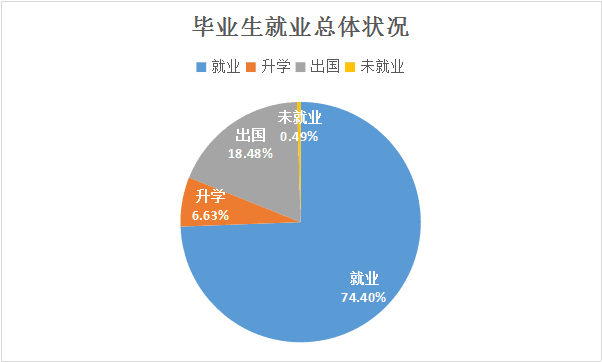 毕业生就业总体状况
就业 升学 出国 未就业
未就业
0.49%
出国
18.48%
升学
6.63%
就业
74.40%